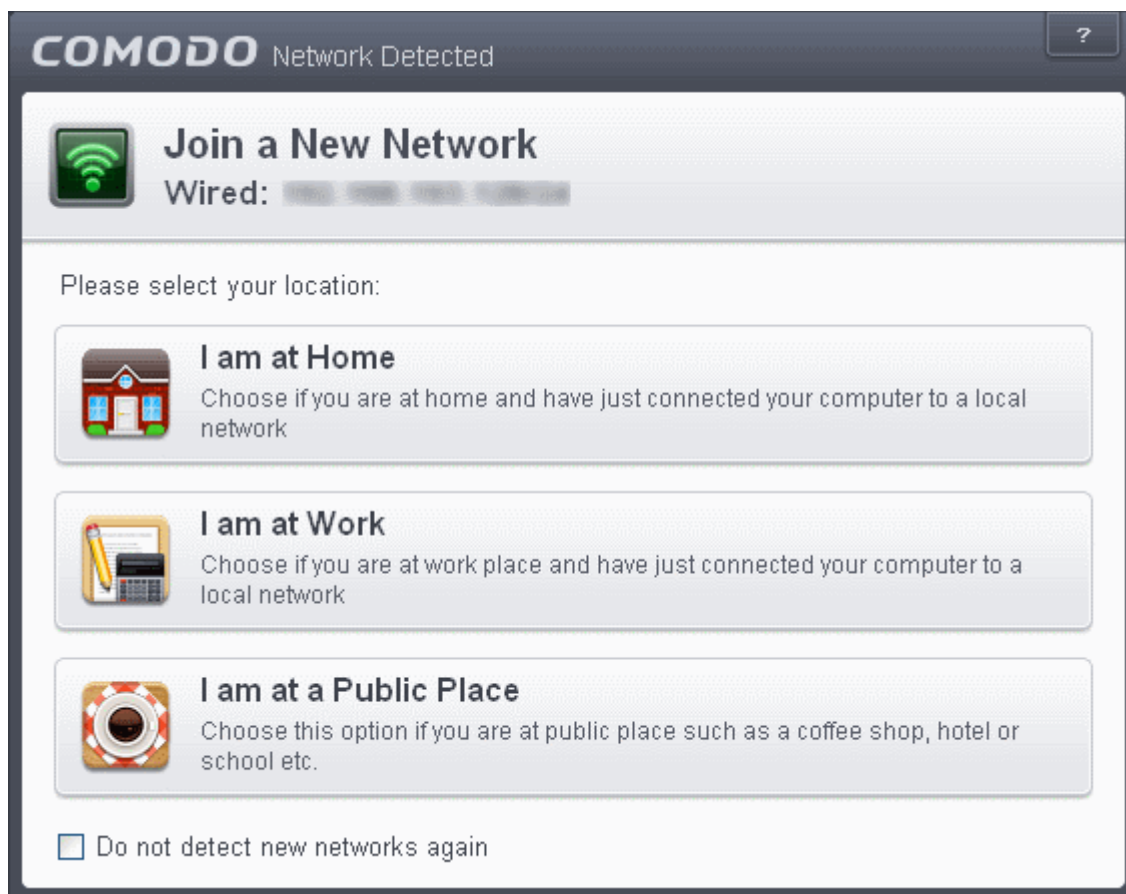 COMODO Network Detected
?
Join a New Network
Wired:
Please select your location:
I am at Home
Choose if you are at home and have just connected your computer to a local
network
I am at Work
Choose if you are at work place and have just connected your computer to a
local network
I am at a Public Place
Choose this option if you are at public place such as a coffee shop, hotel or
school etc.
Do not detect new networks again